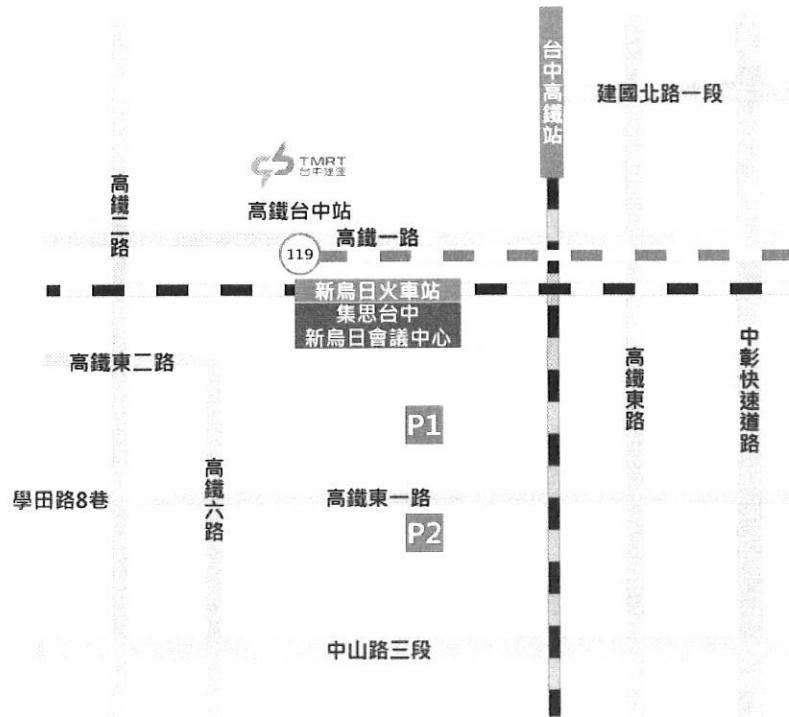 台中高鐵站
建國北路一段
TMRT
台中捷運
高鐵二路
高鐵台中站
高鐵一路
119
新烏日火車站
集思台中
新烏日會議中心
高鐵東二路
高鐵東路
中彰快速道路
P1
高鐵六路
學田路8巷
高鐵東一路
P2
中山路三段